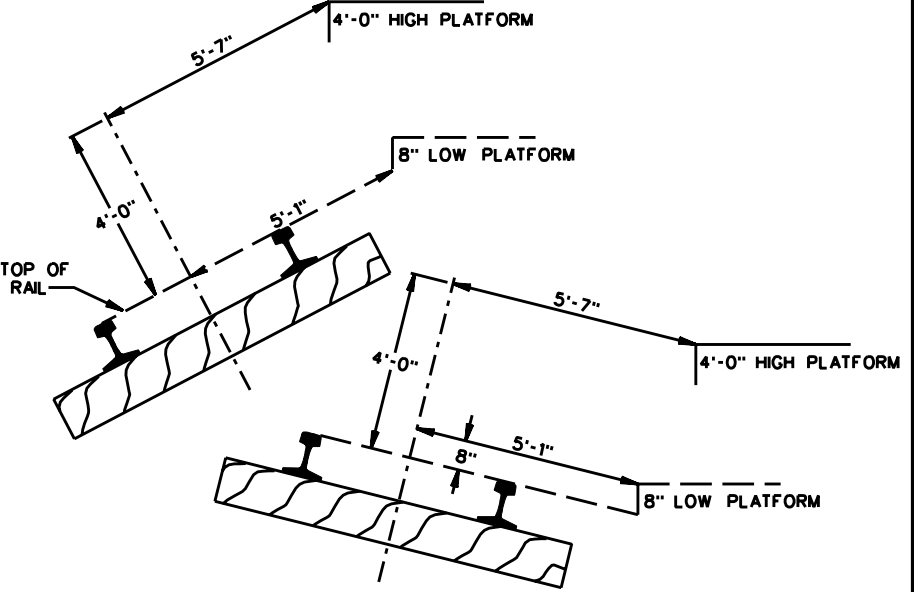 4'-0" HIGH PLATFORM
5'-7"
8" LOW PLATFORM
4'-0"
5'-1"
TOP OF
RAIL
5'-7"
4'-0" HIGH PLATFORM
4'-0"
5'-1"
8"
8" LOW PLATFORM